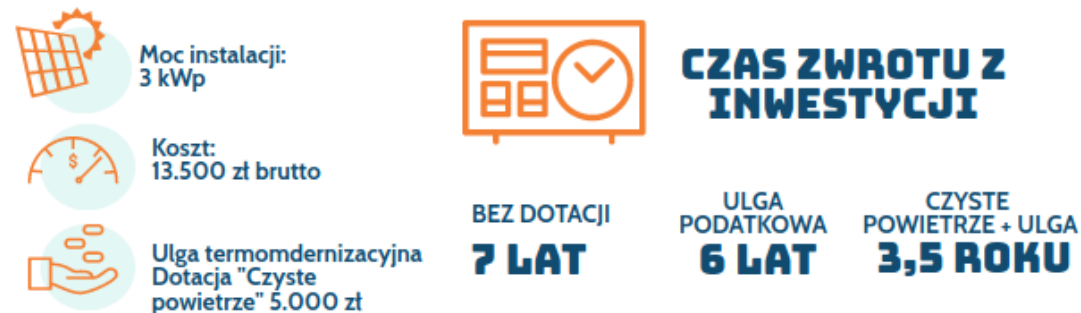 Moc instalacji:
3 kWp
Koszt:
13.500 zł brutto
Ulga termomdernizacyjna
Dotacja "Czyste
powietrze" 5.000 zł
$
CZAS ZWROTU Z
INWESTYCJI
BEZ DOTACJI
7 LAT
ULGA
PODATKOWA
6 LAT
CZYSTE
POWIETRZE + ULGA
3,5 ROKU